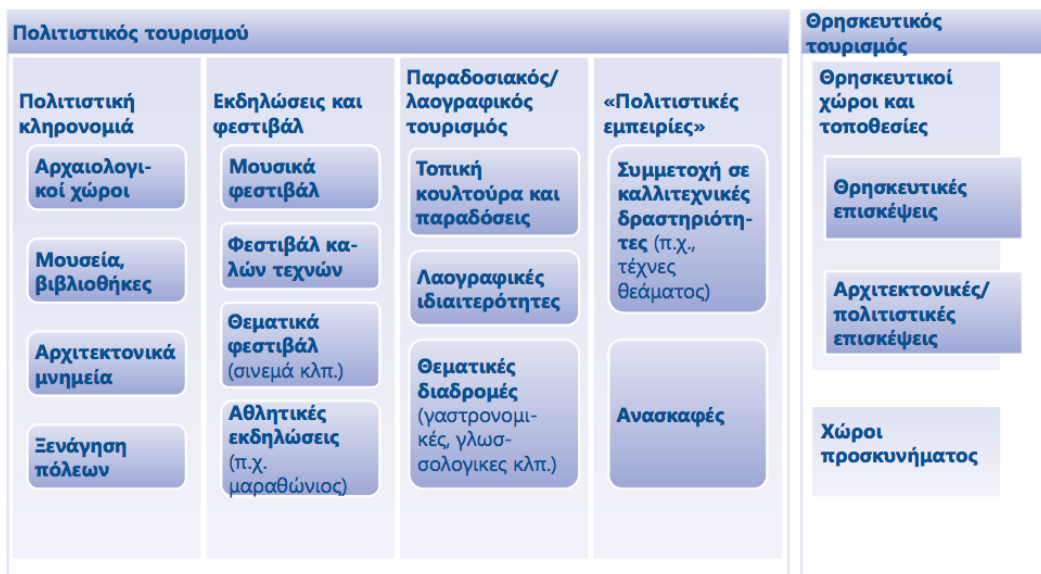 Πολιτιστικός τουρισμού
Πολιτιστική
κληρονομιά
Αρχαιολογι-
κοί χώροι
Μουσεία,
βιβλιοθήκες
Αρχιτεκτονικά
μνημεία
Ξενάγηση
πόλεων
Εκδηλώσεις και
φεστιβάλ
Μουσικά
φεστιβάλ
Φεστιβάλ κα-
λών τεχνών
Θεματικά
φεστιβάλ
(σινεμά κλπ.)
Αθλητικές
εκδηλώσεις
(π.χ.
μαραθώνιος)
Παραδοσιακός/
λαογραφικός
τουρισμός
Τοπική
κουλτούρα και
παραδόσεις
Λαογραφικές
ιδιαιτερότητες
Θεματικές
διαδρομές
(γαστρονομι-
κές, γλωσ-
σολογικες κλπ.)
«Πολιτιστικές
εμπειρίες»
Συμμετοχή σε
καλλιτεχνικές
δραστηριότη-
τες (π.χ.,
τέχνες
θεάματος)
Ανασκαφές
Θρησκευτικός
τουρισμός
Θρησκευτικοί
χώροι και
τοποθεσίες
Θρησκευτικές
επισκέψεις
Αρχιτεκτονικές/
πολιτιστικές
επισκέψεις
Χώροι
προσκυνήματος